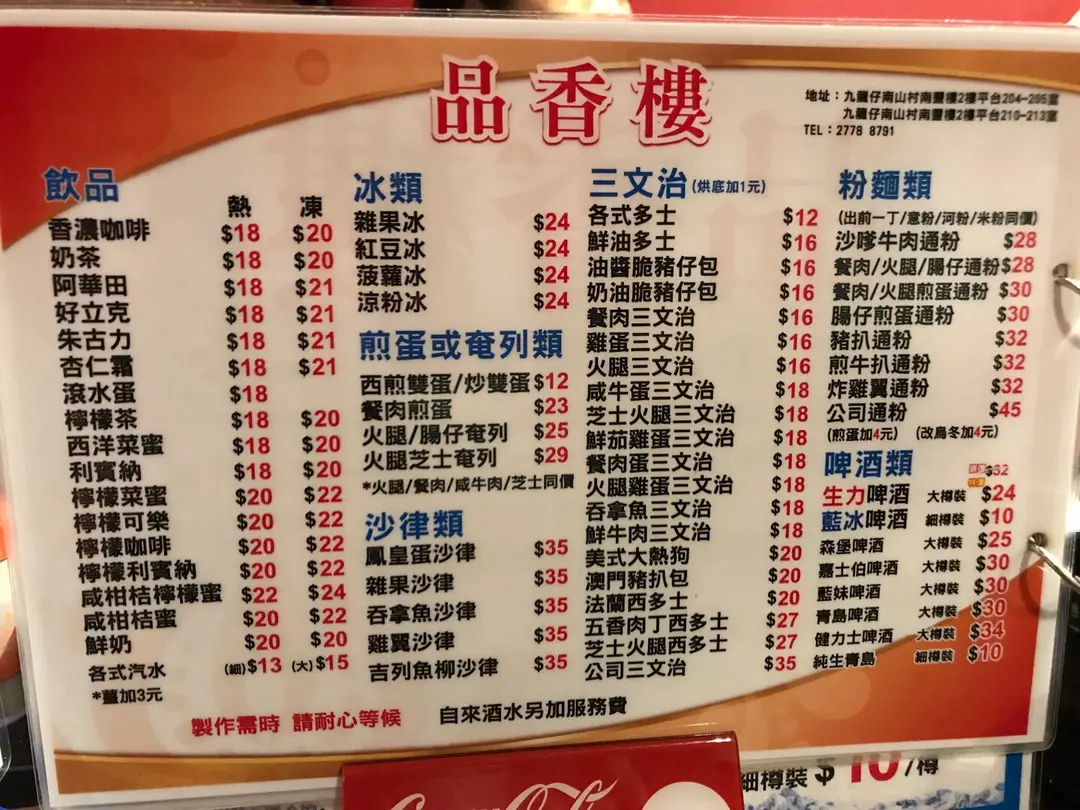 品香樓
地址：九龍仔南山村南豐樓2樓平台204-205室
九龍仔南山村南豐樓2樓平台210-213室
TEL：2778 8791
飲品
熱 凍
香濃咖啡 $18 $20
奶茶 $18 $20
阿華田 $18 $21
好立克 $18 $21
朱古力 $18 $21
杏仁霜 $18 $21
滾水蛋 $18
檸檬茶 $18 $20
西洋菜蜜 $18 $20
利賓納 $18 $20
檸檬菜蜜 $20 $22
檸檬可樂 $20 $22
檸檬咖啡 $20 $22
檸檬利賓納 $20 $22
咸柑桔檸檬蜜 $22 $24
咸柑桔蜜 $20 $22
鮮奶 $20 $20
各式汽水 (細)$13 (大)$15
*薑加3元
冰類
雜果冰 $24
紅豆冰 $24
菠蘿冰 $24
涼粉冰 $24
煎蛋或奄列類
西煎雙蛋/炒雙蛋 $12
餐肉煎蛋 $23
火腿/腸仔奄列 $25
火腿芝士奄列 $29
*火腿/餐肉/咸牛肉/芝士同價
沙律類
鳳皇蛋沙律 $35
雜果沙律 $35
吞拿魚沙律 $35
雞翼沙律 $35
吉列魚柳沙律 $35
三文治 (烘底加1元)
各式多士 $12
鮮油多士 $16
油醬脆豬仔包 $16
奶油脆豬仔包 $16
餐肉三文治 $16
雞蛋三文治 $16
火腿三文治 $16
咸牛蛋三文治 $18
芝士火腿三文治 $18
鮮茄雞蛋三文治 $18
餐肉蛋三文治 $18
火腿雞蛋三文治 $18
吞拿魚三文治 $18
鮮牛肉三文治 $18
美式大熱狗 $20
澳門豬扒包 $20
法蘭西多士 $20
五香肉丁西多士 $27
芝士火腿西多士 $27
公司三文治 $35
粉麵類
(出前一丁/意粉/河粉/米粉同價)
沙嗲牛肉通粉 $28
餐肉/火腿/腸仔通粉 $28
餐肉/火腿煎蛋通粉 $30
腸仔煎蛋通粉 $30
豬扒通粉 $32
煎牛扒通粉 $32
炸雞翼通粉 $32
公司通粉 $45
(煎蛋加4元) (改烏冬加4元)
啤酒類
$32
生力啤酒 大樽裝 特價 $24
藍冰啤酒 細樽裝 $10
森堡啤酒 大樽裝 $25
嘉士伯啤酒 大樽裝 $30
藍妹啤酒 大樽裝 $30
青島啤酒 大樽裝 $30
健力士啤酒 大樽裝 $34
純生青島 細樽裝 $10
製作需時 請耐心等候
自來酒水另加服務費
細樽裝 $10/樽